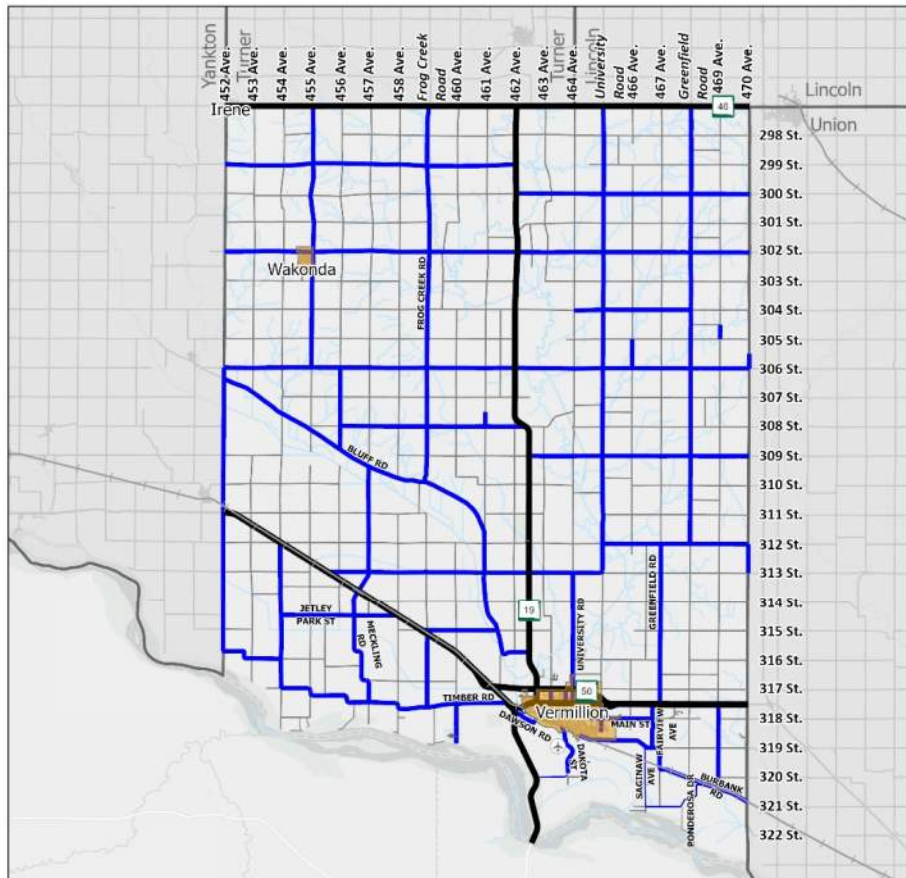 Yankton
Turner
452 Ave.
453 Ave.
454 Ave.
451 Ave.
456 Ave.
457 Ave.
458 Ave.
Frog Creek
Road
460 Ave.
461 Ave.
462 Ave.
463 Ave.
464 Ave.
Turner
Lincoln
University
Road
466 Ave.
467 Ave.
Greenfield
Road
469 Ave.
470 Ave.
Irene
46
Lincoln
Union
298 St.
299 St.
300 St.
301 St.
302 St.
303 St.
304 St.
305 St.
306 St.
307 St.
308 St.
309 St.
310 St.
311 St.
312 St.
313 St.
314 St.
315 St.
316 St.
317 St.
318 St.
319 St.
320 St.
321 St.
322 St.
Wakonda
FROG CREEK RD
BLUFF RD
JETLEY
PARK ST
MECKLING
RD
19
UNIVERSITY RD
GREENFIELD RD
50
TIMBER RD
Vermillion
DAWSON RD
MAIN ST
FAIRVIEW
AVE
DAKOTA
ST
SAGINAW
AVE
PONDEROSA DR
BURBANK
RD